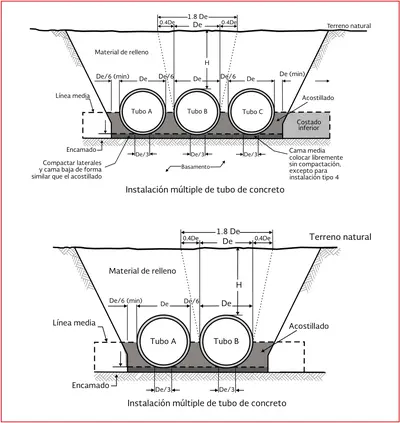 1.8 De
0.4De De 0.4De
Terreno natural
Material de relleno
H
De/6 (min) De De/6 De De/6 De De (min)
Línea media
Acostillado
Tubo A Tubo B Tubo C
Costado
inferior
Encamado
De/3 De/3 De/3
Compactar laterales
y cama baja de forma
similar que el acostillado
Basamento
Cama media
colocar libremente
sin compactación,
excepto para
instalación tipo 4
Instalación múltiple de tubo de concreto
1.8 De
0.4De De 0.4De
Terreno natural
Material de relleno
H
De/6 (min) De De/6 De
Línea media
Acostillado
Tubo A Tubo B
Encamado
De/3 De/3
Instalación múltiple de tubo de concreto